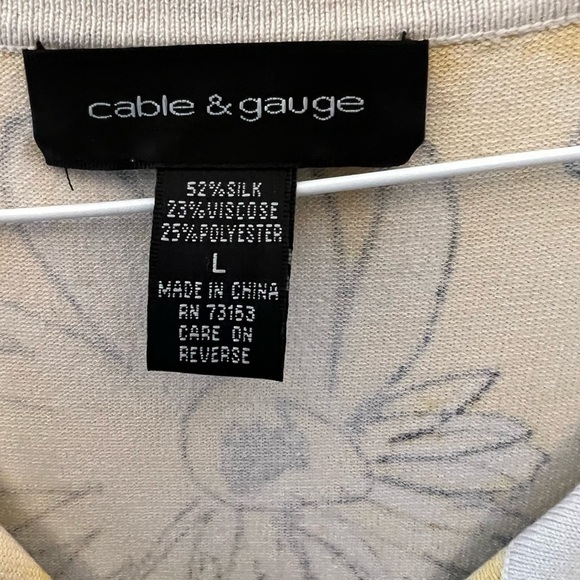 cable & gauge
52%SILK
23%VISCOSE
25%POLYESTER
L
MADE IN CHINA
RN 73153
CARE ON
REVERSE